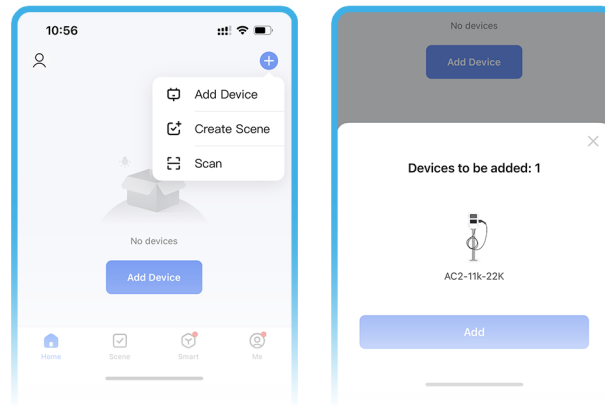 10:56
Add Device
Create Scene
Scan
No devices
Add Device
Home
Scene
Smart
Me
No devices
Add Device
Devices to be added: 1
AC2-11k-22K
Add